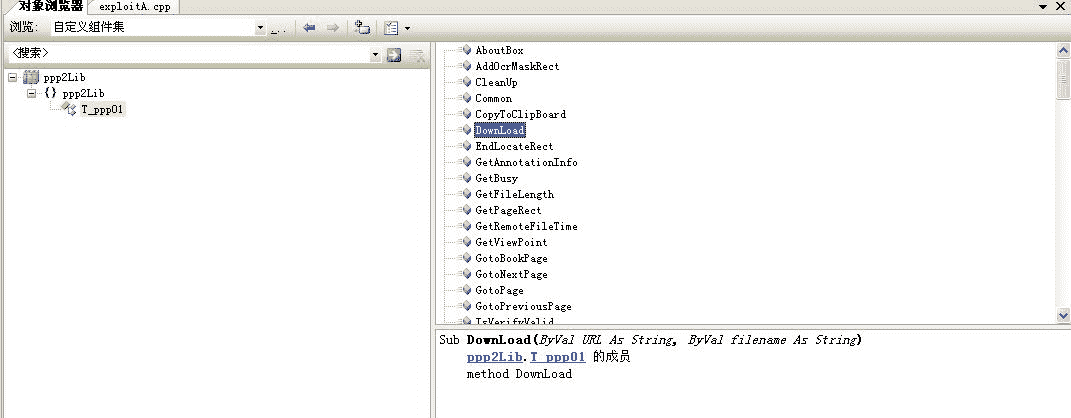 对象浏览器 exploitA.cpp
浏览: 自定义组件集 ...
<搜索>
ppp2Lib
ppp2Lib
T_ppp01
AboutBox
AddOcrMaskRect
CleanUp
Common
CopyToClipBoard
DownLoad
EndLocateRect
GetAnnotationInfo
GetBusy
GetFileLength
GetPageRect
GetRemoteFileTime
GetViewPoint
GotoBookPage
GotoNextPage
GotoPage
GotoPreviousPage
IsVerifyValid
Sub DownLoad(ByVal URL As String, ByVal filename As String)
ppp2Lib.T_ppp01 的成员
method DownLoad